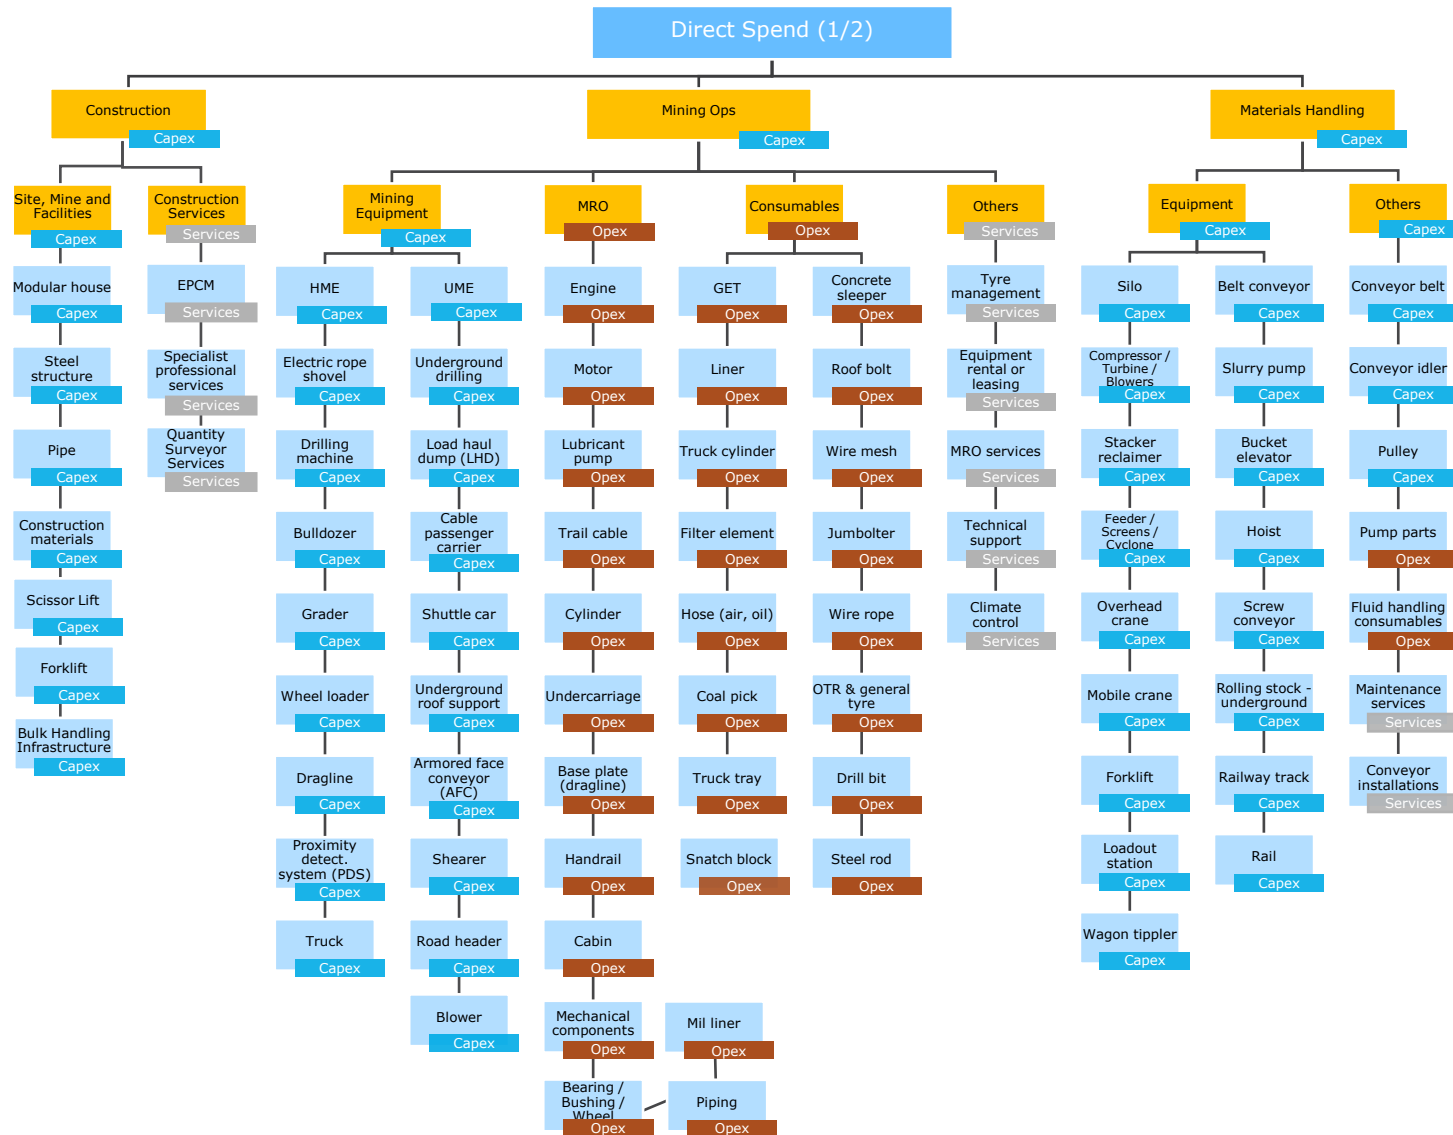 Direct Spend (1/2)
Construction
Capex
Mining Ops
Capex
Materials Handling
Capex
Site, Mine and
Facilities
Capex
Construction
Services
Services
Mining
Equipment
Capex
MRO
Opex
Consumables
Opex
Others
Services
Equipment
Capex
Others
Capex
Modular house
Capex
Steel
structure
Capex
Pipe
Capex
Construction
materials
Capex
Scissor Lift
Capex
Forklift
Capex
Bulk Handling
Infrastructure
Capex
EPCM
Services
Specialist
professional
services
Services
Quantity
Surveyor
Services
Services
HME
Capex
Electric rope
shovel
Capex
Drilling
machine
Capex
Bulldozer
Capex
Grader
Capex
Wheel loader
Capex
Dragline
Capex
Proximity
detect.
system (PDS)
Capex
Truck
Capex
UME
Capex
Underground
drilling
Capex
Load haul
dump (LHD)
Capex
Cable
passenger
carrier
Capex
Shuttle car
Capex
Underground
roof support
Capex
Armored face
conveyor
(AFC)
Capex
Shearer
Capex
Road header
Capex
Blower
Capex
Engine
Opex
Motor
Opex
Lubricant
pump
Opex
Trail cable
Opex
Cylinder
Opex
Undercarriage
Opex
Base plate
(dragline)
Opex
Handrail
Opex
Cabin
Opex
Mechanical
components
Opex
Bearing /
Bushing /
Wheel
Opex
Piping
Opex
Mil liner
Opex
GET
Opex
Liner
Opex
Truck cylinder
Opex
Filter element
Opex
Hose (air, oil)
Opex
Coal pick
Opex
Truck tray
Opex
Snatch block
Opex
Concrete
sleeper
Opex
Roof bolt
Opex
Wire mesh
Opex
Jumbolter
Opex
Wire rope
Opex
OTR & general
tyre
Opex
Drill bit
Opex
Steel rod
Opex
Tyre
management
Services
Equipment
rental or
leasing
Services
MRO services
Services
Technical
support
Services
Climate
control
Services
Silo
Capex
Compressor /
Turbine /
Blowers
Capex
Stacker
reclaimer
Capex
Feeder /
Screens /
Cyclone
Capex
Overhead
crane
Capex
Mobile crane
Capex
Forklift
Capex
Loadout
station
Capex
Wagon tippler
Capex
Belt conveyor
Capex
Slurry pump
Capex
Bucket
elevator
Capex
Hoist
Capex
Screw
conveyor
Capex
Rolling stock -
underground
Capex
Railway track
Capex
Rail
Capex
Conveyor belt
Capex
Conveyor idler
Capex
Pulley
Capex
Pump parts
Opex
Fluid handling
consumables
Opex
Maintenance
services
Services
Conveyor
installations
Services